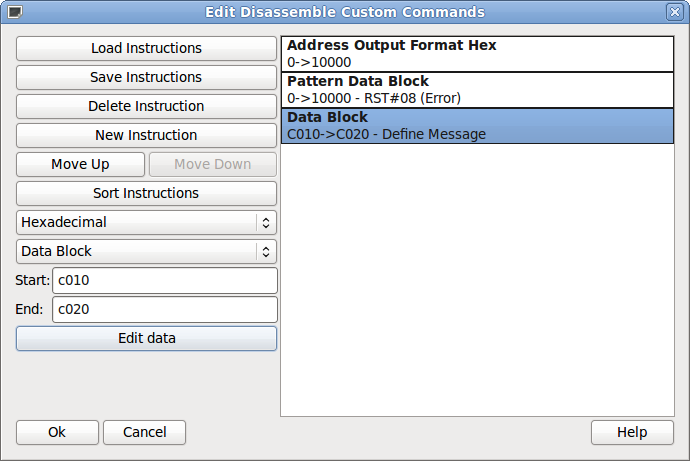 Edit Disassemble Custom Commands
Load Instructions
Save Instructions
Delete Instruction
New Instruction
Move Up
Move Down
Sort Instructions
Hexadecimal
Data Block
Start: c010
End: c020
Edit data
Address Output Format Hex
0->10000
Pattern Data Block
0->10000 - RST#08 (Error)
Data Block
C010->C020 - Define Message
Ok
Cancel
Help